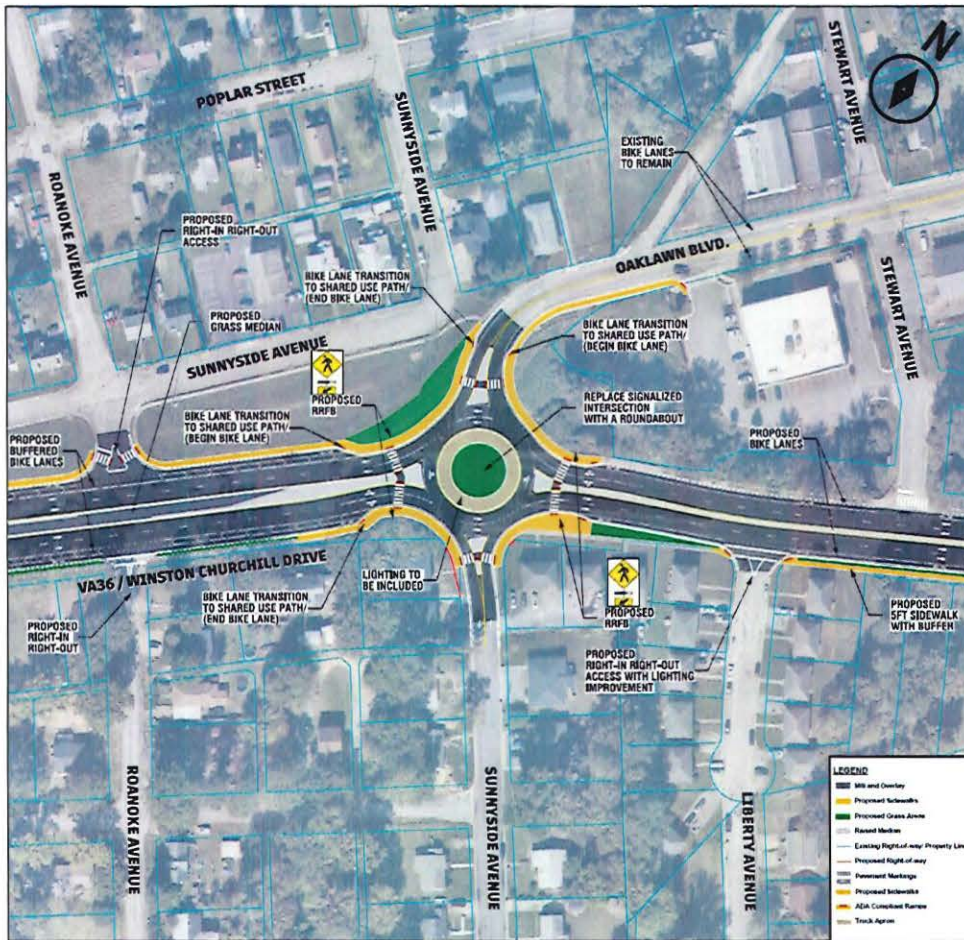 N
STEWART AVENUE
POPLAR STREET
SUNNYSIDE AVENUE
EXISTING
BIKE LANES
TO REMAIN
ROANOKE AVENUE
PROPOSED
RIGHT-IN RIGHT-OUT
ACCESS
OAKLAWN BLVD.
BIKE LANE TRANSITION
TO SHARED USE PATH/
(END BIKE LANE)
STEWART AVENUE
PROPOSED
GRASS MEDIAN
BIKE LANE TRANSITION
TO SHARED USE PATH/
(BEGIN BIKE LANE)
SUNNYSIDE AVENUE
PROPOSED
RRFB
REPLACE SIGNALIZED
INTERSECTION
WITH A ROUNDABOUT
BIKE LANE TRANSITION
TO SHARED USE PATH/
(BEGIN BIKE LANE)
PROPOSED
BUFFERED
BIKE LANES
PROPOSED
BIKE LANES
VA36 / WINSTON CHURCHILL DRIVE
LIGHTING TO
BE INCLUDED
BIKE LANE TRANSITION
TO SHARED USE PATH/
(END BIKE LANE)
PROPOSED
RRFB
PROPOSED
RIGHT-IN
RIGHT-OUT
PROPOSED
5FT SIDEWALK
WITH BUFFER
PROPOSED
RIGHT-IN RIGHT-OUT
ACCESS WITH LIGHTING
IMPROVEMENT
ROANOKE AVENUE
SUNNYSIDE AVENUE
LIBERTY AVENUE
LEGEND
Mill and Overlay
Proposed Sidewalks
Proposed Grass Areas
Raised Median
Existing Right-of-way/ Property Line
Proposed Right-of-way
Pavement Markings
Proposed Sidewalks
ADA Compliant Ramps
Truck Apron